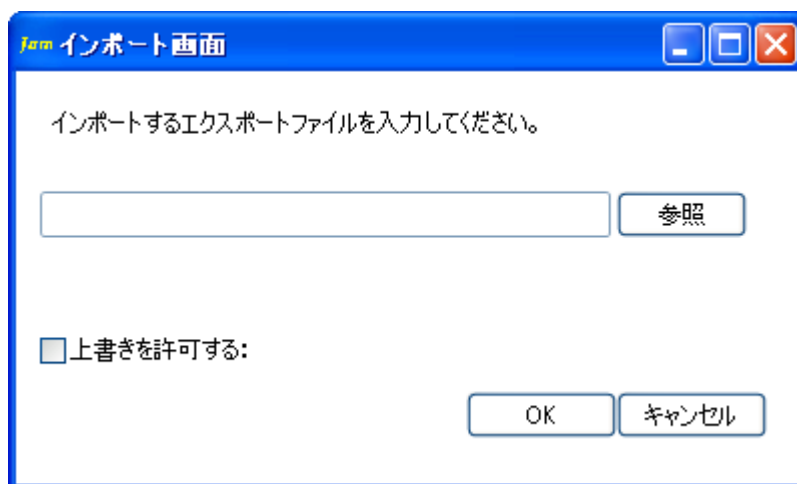 Jam インポート画面
インポートするエクスポートファイルを入力してください。
参照
上書きを許可する:
OK キャンセル